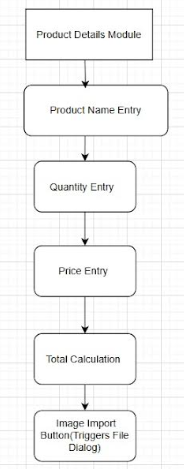 Product Details Module
Product Name Entry
Quantity Entry
Price Entry
Total Calculation
Image Import
Button(Triggers File
Dialog)